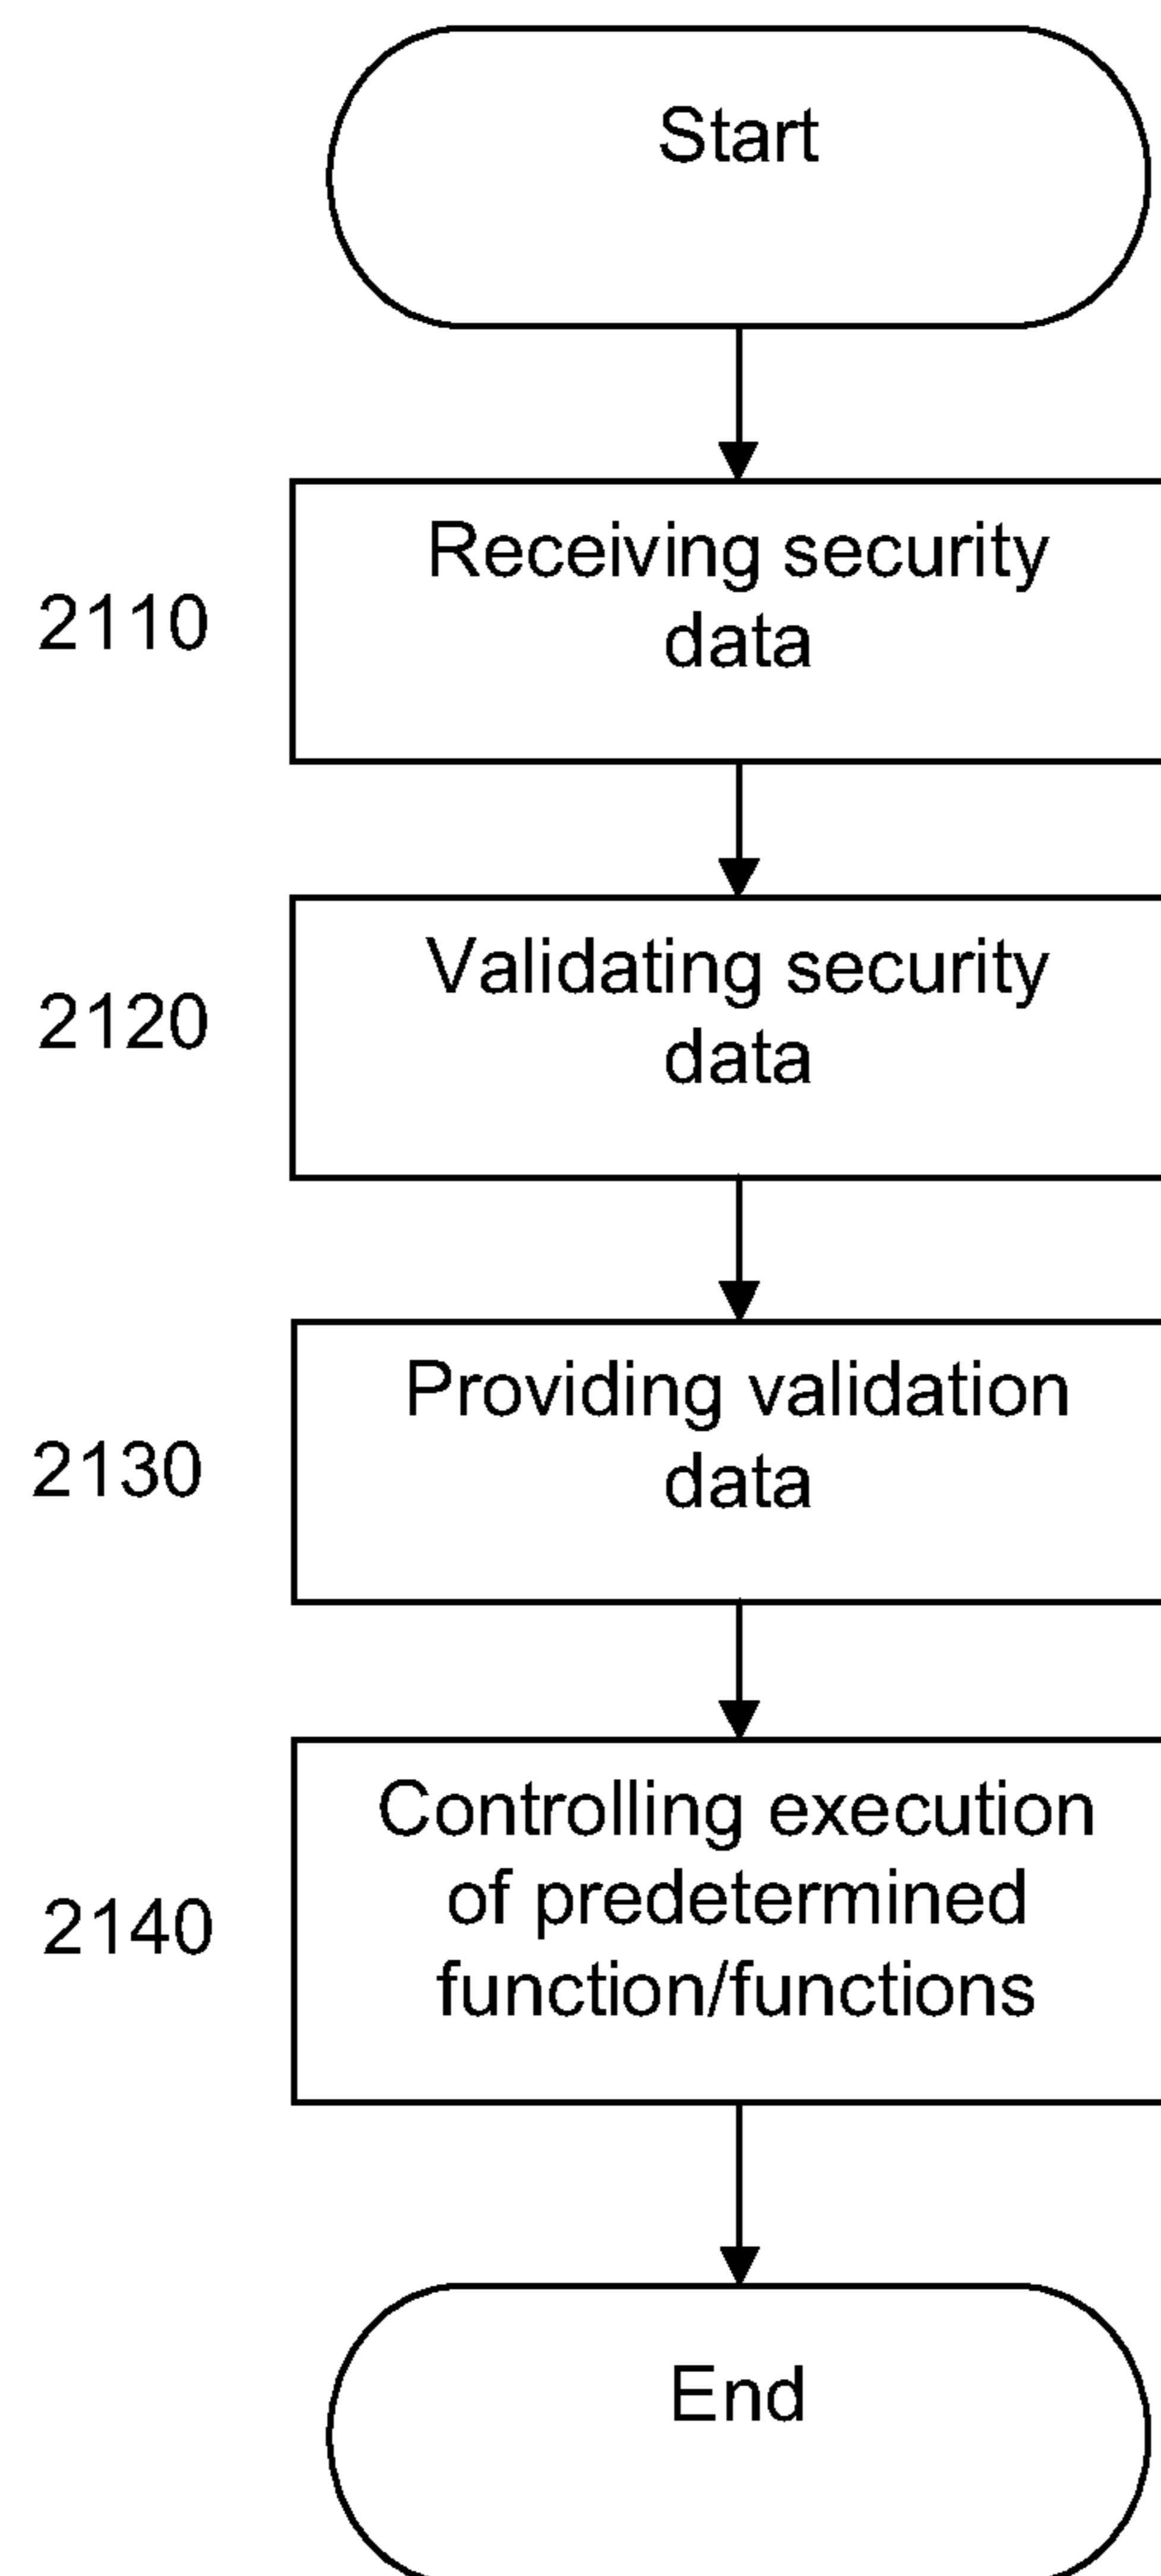 Start
2110
Receiving security
data
2120
Validating security
data
2130
Providing validation
data
2140
Controlling execution
of predetermined
function/functions
End